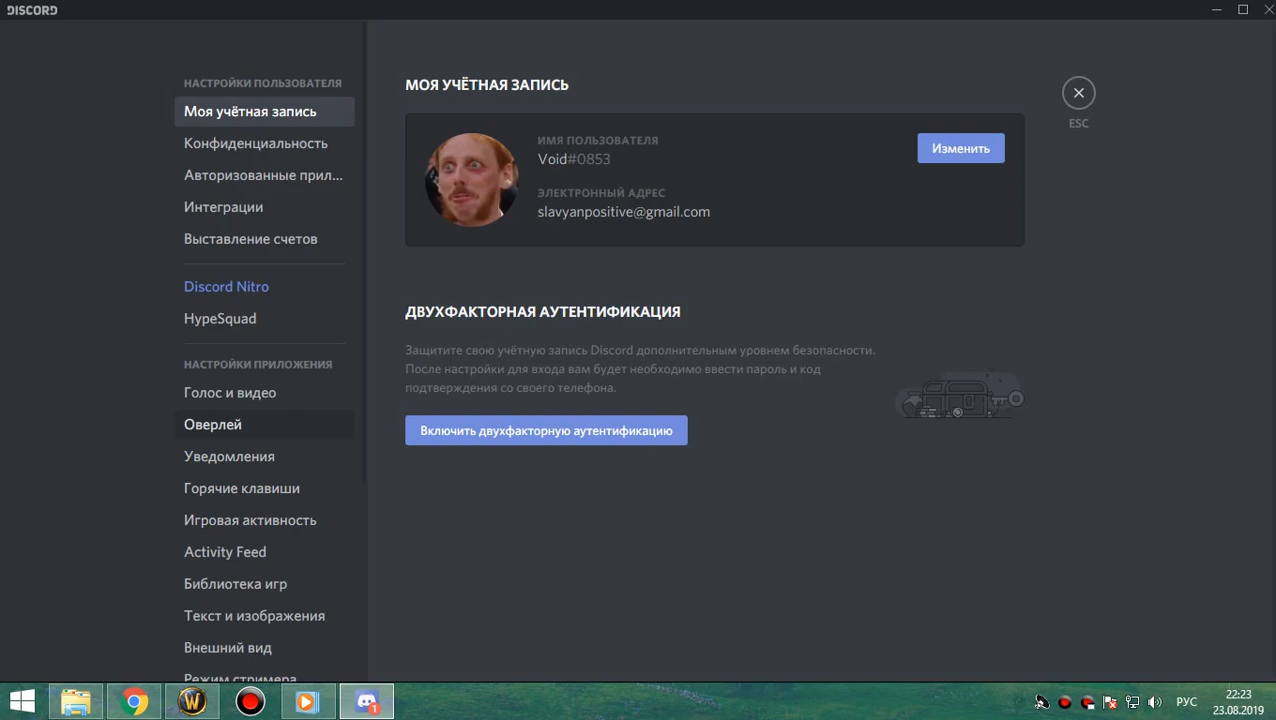 DISCORD
НАСТРОЙКИ ПОЛЬЗОВАТЕЛЯ
Моя учётная запись
Конфиденциальность
Авторизованные прил...
Интеграции
Выставление счетов
Discord Nitro
HypeSquad
НАСТРОЙКИ ПРИЛОЖЕНИЯ
Голос и видео
Оверлей
Уведомления
Горячие клавиши
Игровая активность
Activity Feed
Библиотека игр
Текст и изображения
Внешний вид
Режим стримера
МОЯ УЧЁТНАЯ ЗАПИСЬ
ИМЯ ПОЛЬЗОВАТЕЛЯ
Void#0853
Изменить
ЭЛЕКТРОННЫЙ АДРЕС
slavyanpositive@gmail.com
ESC
ДВУХФАКТОРНАЯ АУТЕНТИФИКАЦИЯ
Защитите свою учётную запись Discord дополнительным уровнем безопасности.
После настройки для входа вам будет необходимо ввести пароль и код
подтверждения со своего телефона.
Включить двухфакторную аутентификацию
W
1
РУС
22:23
23.08.2019